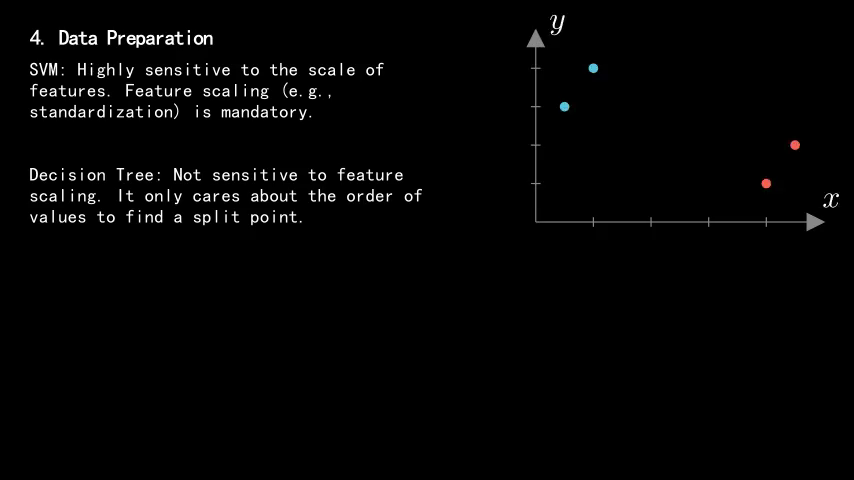 4. Data Preparation
SVM: Highly sensitive to the scale of
features. Feature scaling (e.g.,
standardization) is mandatory.
Decision Tree: Not sensitive to feature
scaling. It only cares about the order of
values to find a split point.
y
x